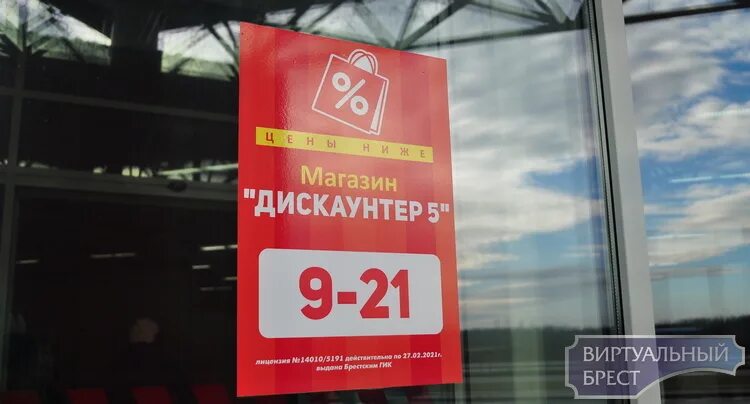 %
ЦЕНЫ НИЖЕ
Магазин
"ДИСКАУНТЕР 5"
9-21
лицензия №14010/5191 действительна по 27.02.2021г.
выдана Брестским ГИК
ВИРТУАЛЬНЫЙ
БРЕСТ